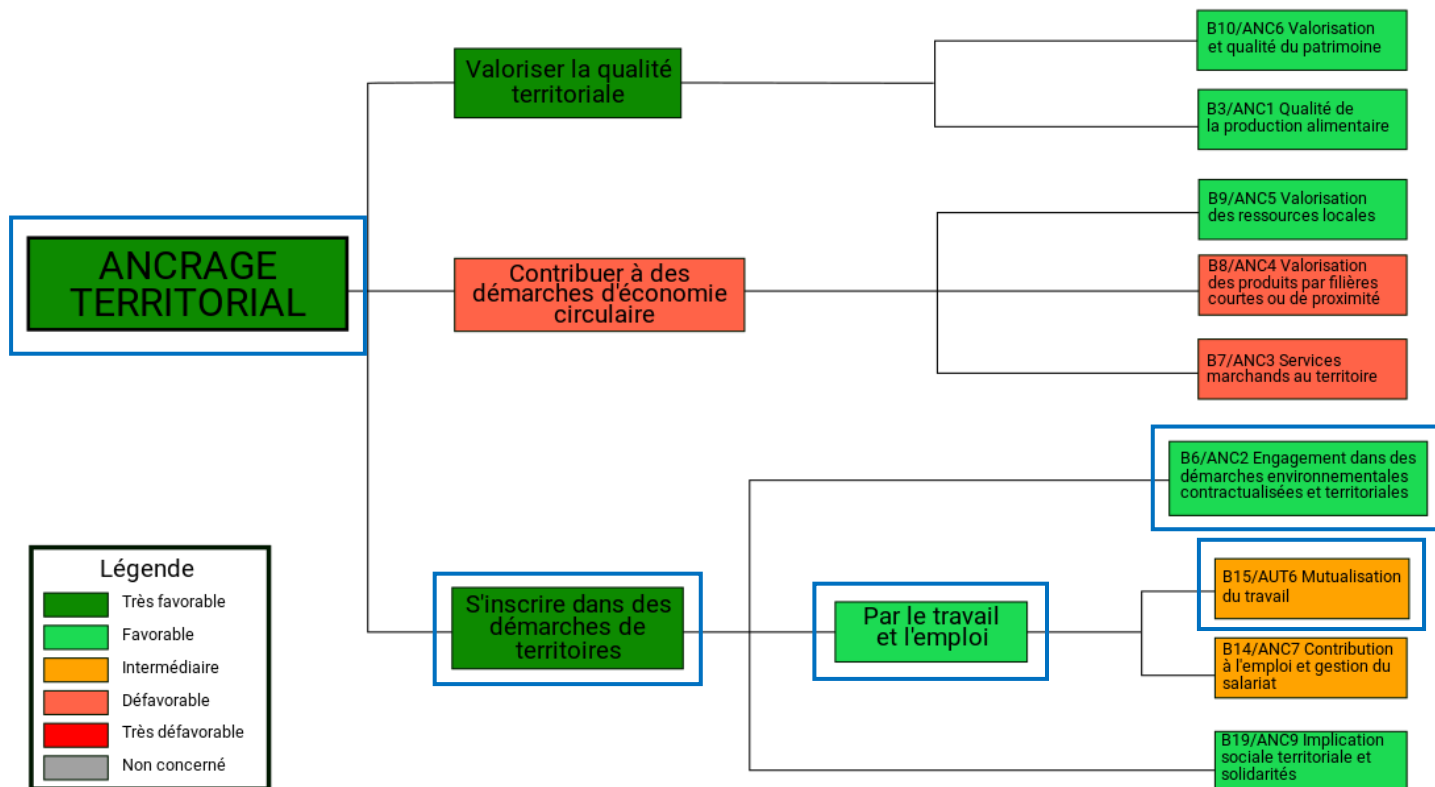 B10/ANC6 Valorisation
et qualité du patrimoine
Valoriser la qualité
territoriale
B3/ANC1 Qualité de
la production alimentaire
B9/ANC5 Valorisation
des ressources locales
ANCRAGE
TERRITORIAL
Contribuer à des
démarches d'économie
circulaire
B8/ANC4 Valorisation
des produits par filières
courtes ou de proximité
B7/ANC3 Services
marchands au territoire
B6/ANC2 Engagement dans des
démarches environnementales
contractualisées et territoriales
S'inscrire dans des
démarches de
territoires
Par le travail
et l'emploi
B15/AUT6 Mutualisation
du travail
B14/ANC7 Contribution
à l'emploi et gestion du
salariat
B19/ANC9 Implication
sociale territoriale et
solidarités
Légende
Très favorable
Favorable
Intermédiaire
Défavorable
Très défavorable
Non concerné